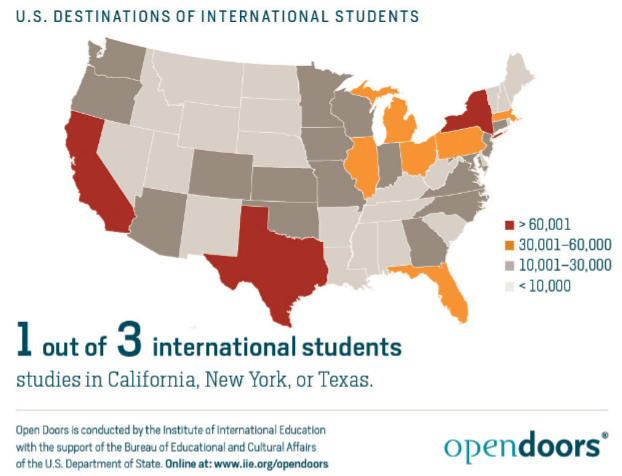 U.S. DESTINATIONS OF INTERNATIONAL STUDENTS
> 60,001
30,001–60,000
10,001–30,000
< 10,000
1 out of 3 international students
studies in California, New York, or Texas.
Open Doors is conducted by the Institute of International Education
with the support of the Bureau of Educational and Cultural Affairs
of the U.S. Department of State. Online at: www.iie.org/opendoors
opendoors®